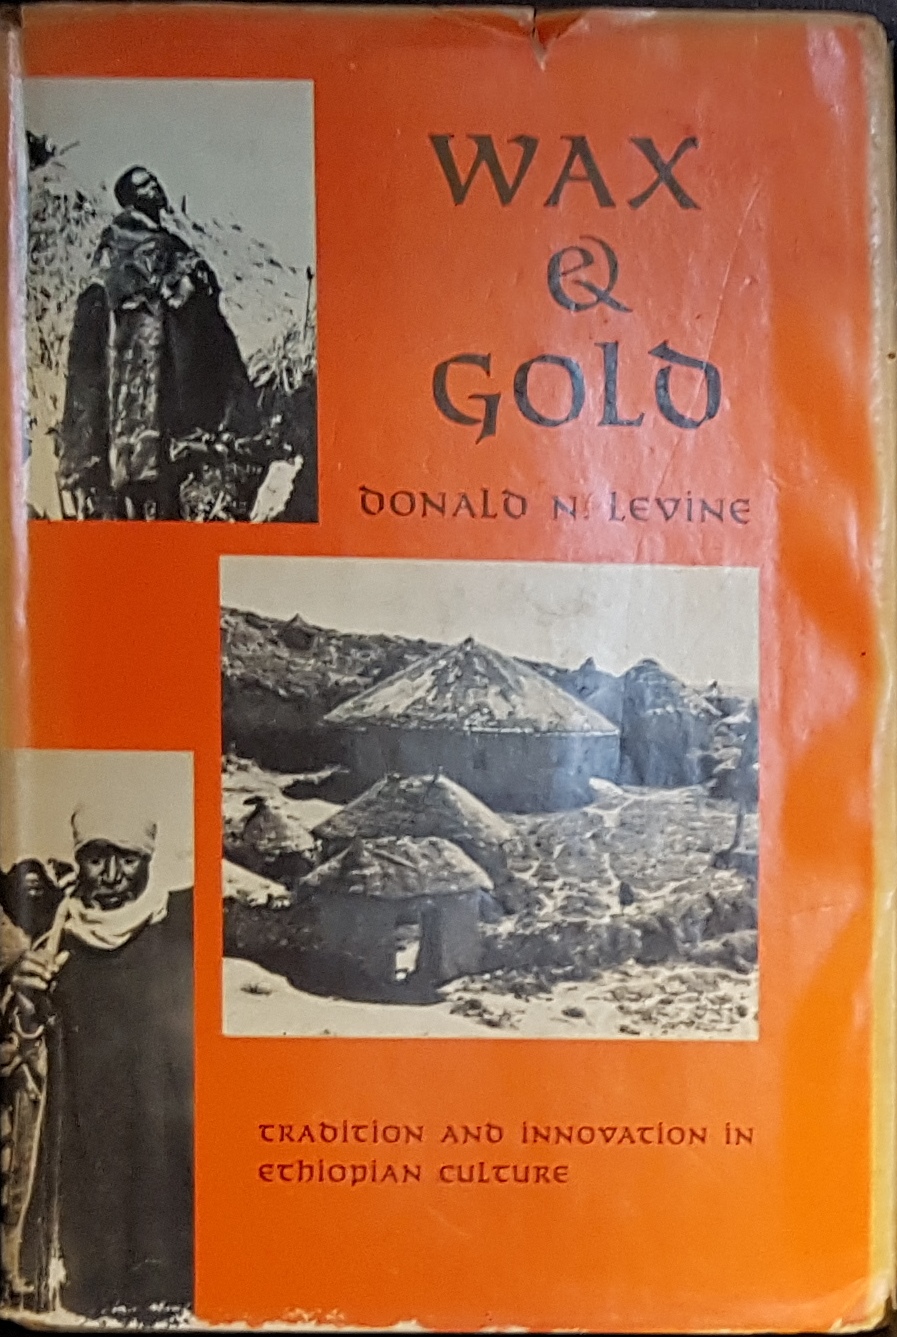 WAX
&
GOLD
DONALD N. LEVINE
TRADITION AND INNOVATION IN
ETHIOPIAN CULTURE